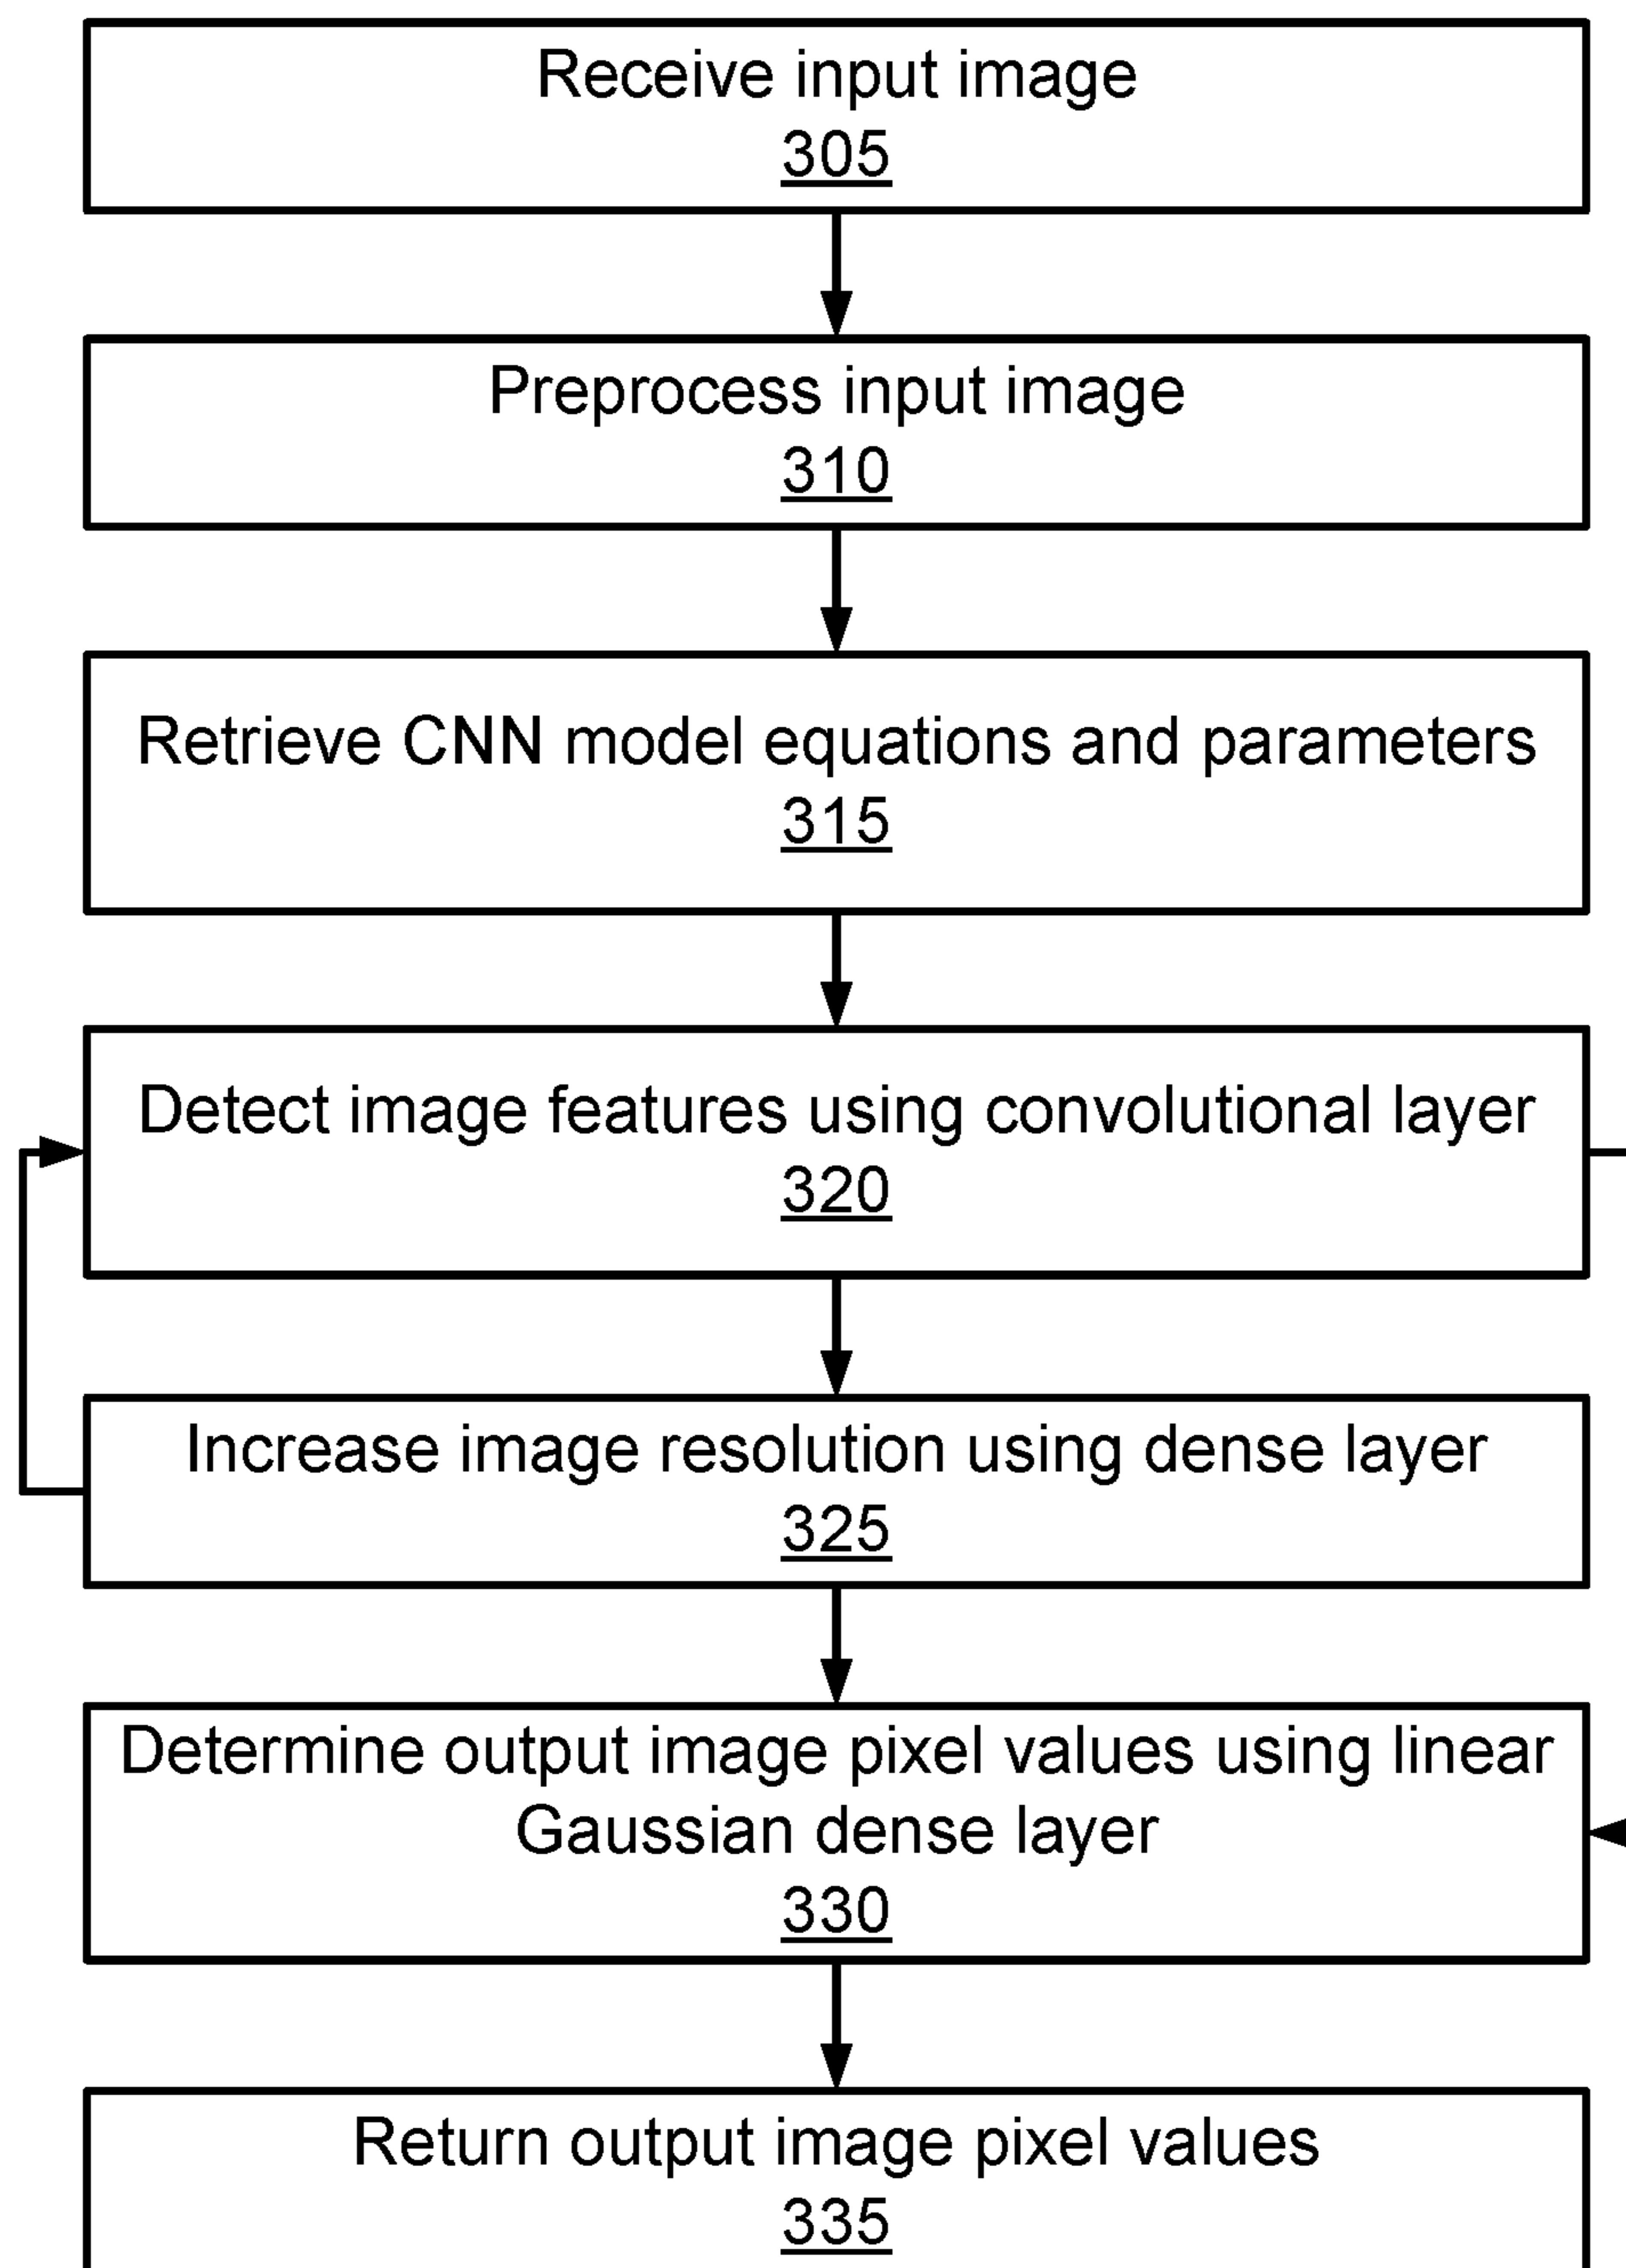 Receive input image
305
Preprocess input image
310
Retrieve CNN model equations and parameters
315
Detect image features using convolutional layer
320
Increase image resolution using dense layer
325
Determine output image pixel values using linear
Gaussian dense layer
330
Return output image pixel values
335